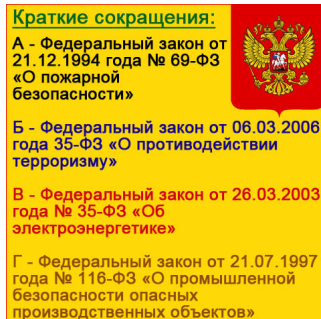 Краткие сокращения:
А - Федеральный закон от
21.12.1994 года № 69-ФЗ
«О пожарной
безопасности»
Б - Федеральный закон от 06.03.2006
года 35-ФЗ «О противодействии
терроризму»
В - Федеральный закон от 26.03.2003
года № 35-ФЗ «Об
электроэнергетике»
Г - Федеральный закон от 21.07.1997
года № 116-ФЗ «О промышленной
безопасности опасных
производственных объектов»